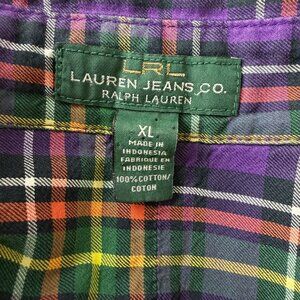 LRL
LAUREN JEANS CO.
RALPH LAUREN
XL
MADE IN
INDONESIA
FABRIQUE EN
INDONESIE
100% COTTON/
COTON